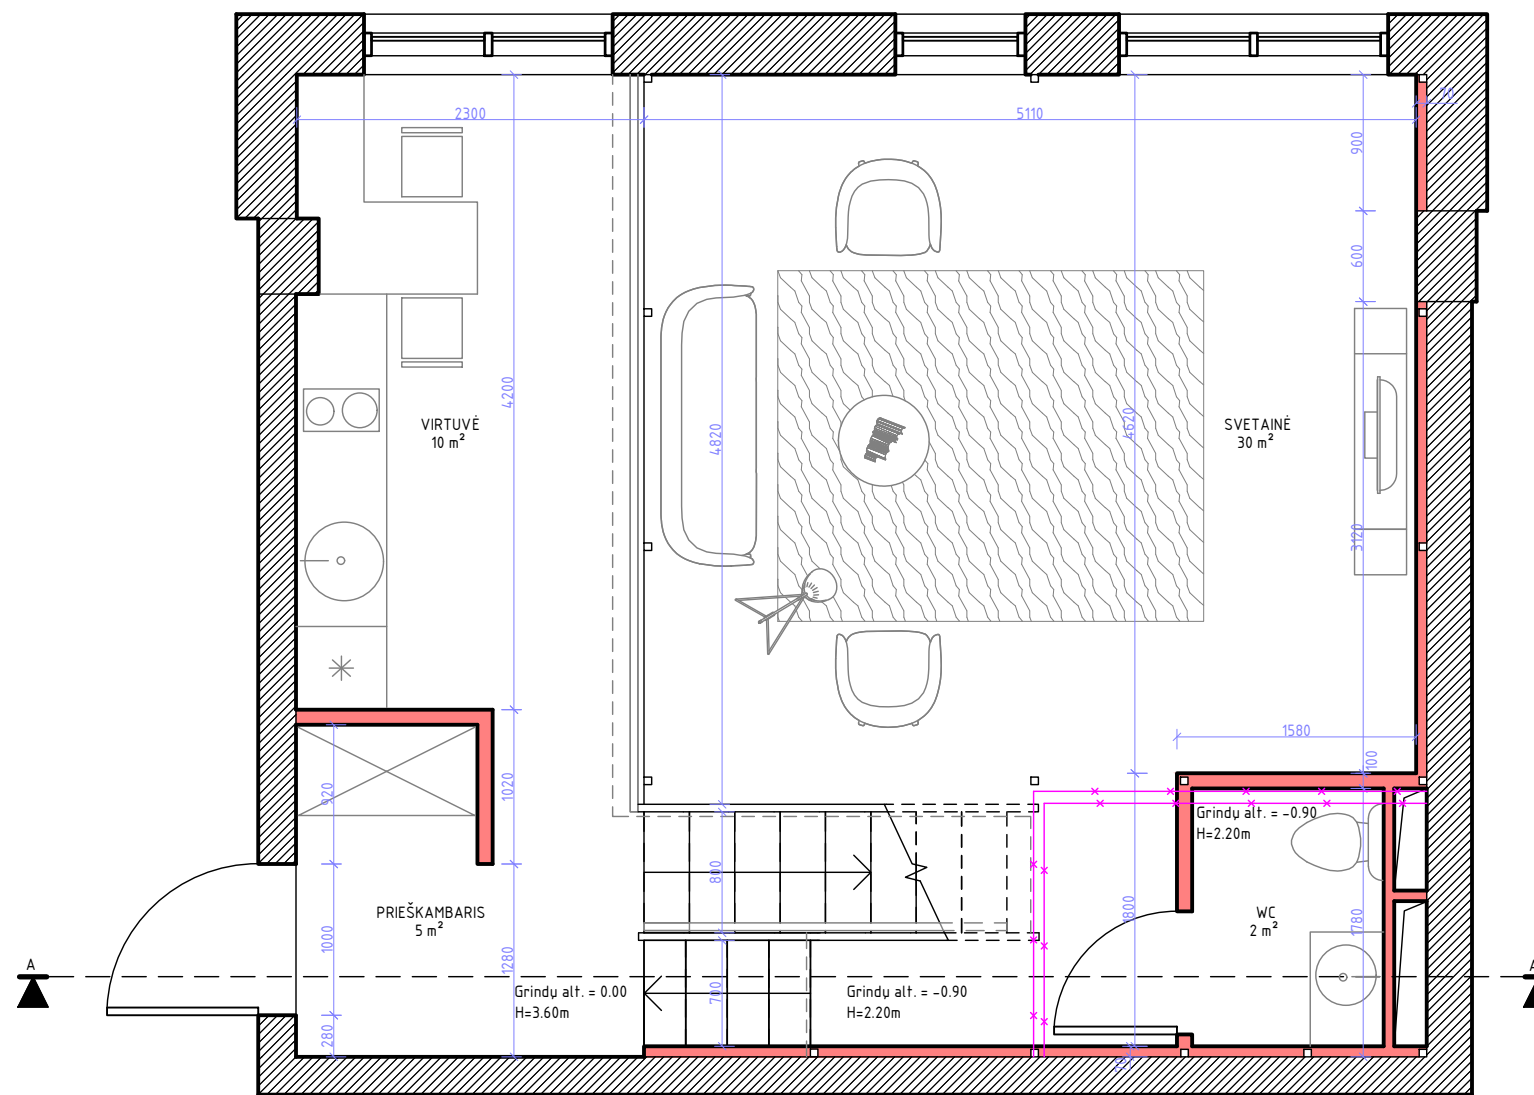 70
2300
5110
900
600
4200
4820
4620
VIRTUVĖ
10 m²
SVETAINĖ
30 m²
3120
1580
100
920
1020
Grindų alt. = -0.90
H=2.20m
800
PRIEŠKAMBARIS
5 m²
WC
2 m²
1800
1780
1000
1280
A
A
Grindų alt. = 0.00
H=3.60m
700
Grindų alt. = -0.90
H=2.20m
280